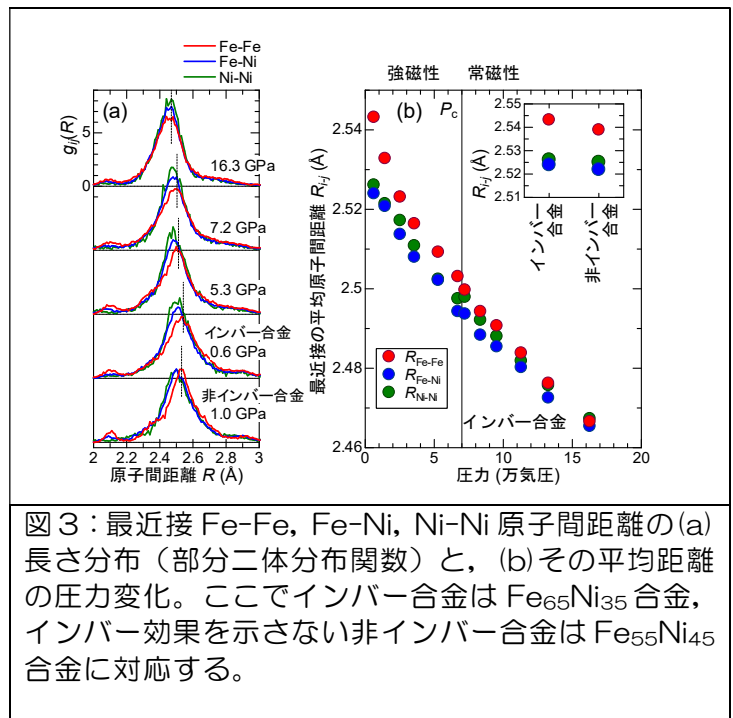 Fe-Fe
Fe-Ni
Ni-Ni
(a)
g_ij(R)
5
0
16.3 GPa
7.2 GPa
5.3 GPa
インバー合金
0.6 GPa
非インバー合金
1.0 GPa
2 2.2 2.4 2.6 2.8 3
原子間距離 R (Å)
強磁性 常磁性
(b) P_c
最近接の平均原子間距離 R_i-j (Å)
2.54
2.52
2.5
2.48
2.46
R_i-j (Å)
2.55
2.54
2.53
2.52
2.51
インバー
合金
非インバー
合金
R_Fe-Fe
R_Fe-Ni
R_Ni-Ni
インバー合金
0 5 10 15 20
圧力 (万気圧)
図3:最近接 Fe-Fe, Fe-Ni, Ni-Ni 原子間距離の(a)
長さ分布(部分二体分布関数)と, (b)その平均距離
の圧力変化。ここでインバー合金は Fe₆₅Ni₃₅ 合金,
インバー効果を示さない非インバー合金は Fe₅₅Ni₄₅
合金に対応する。